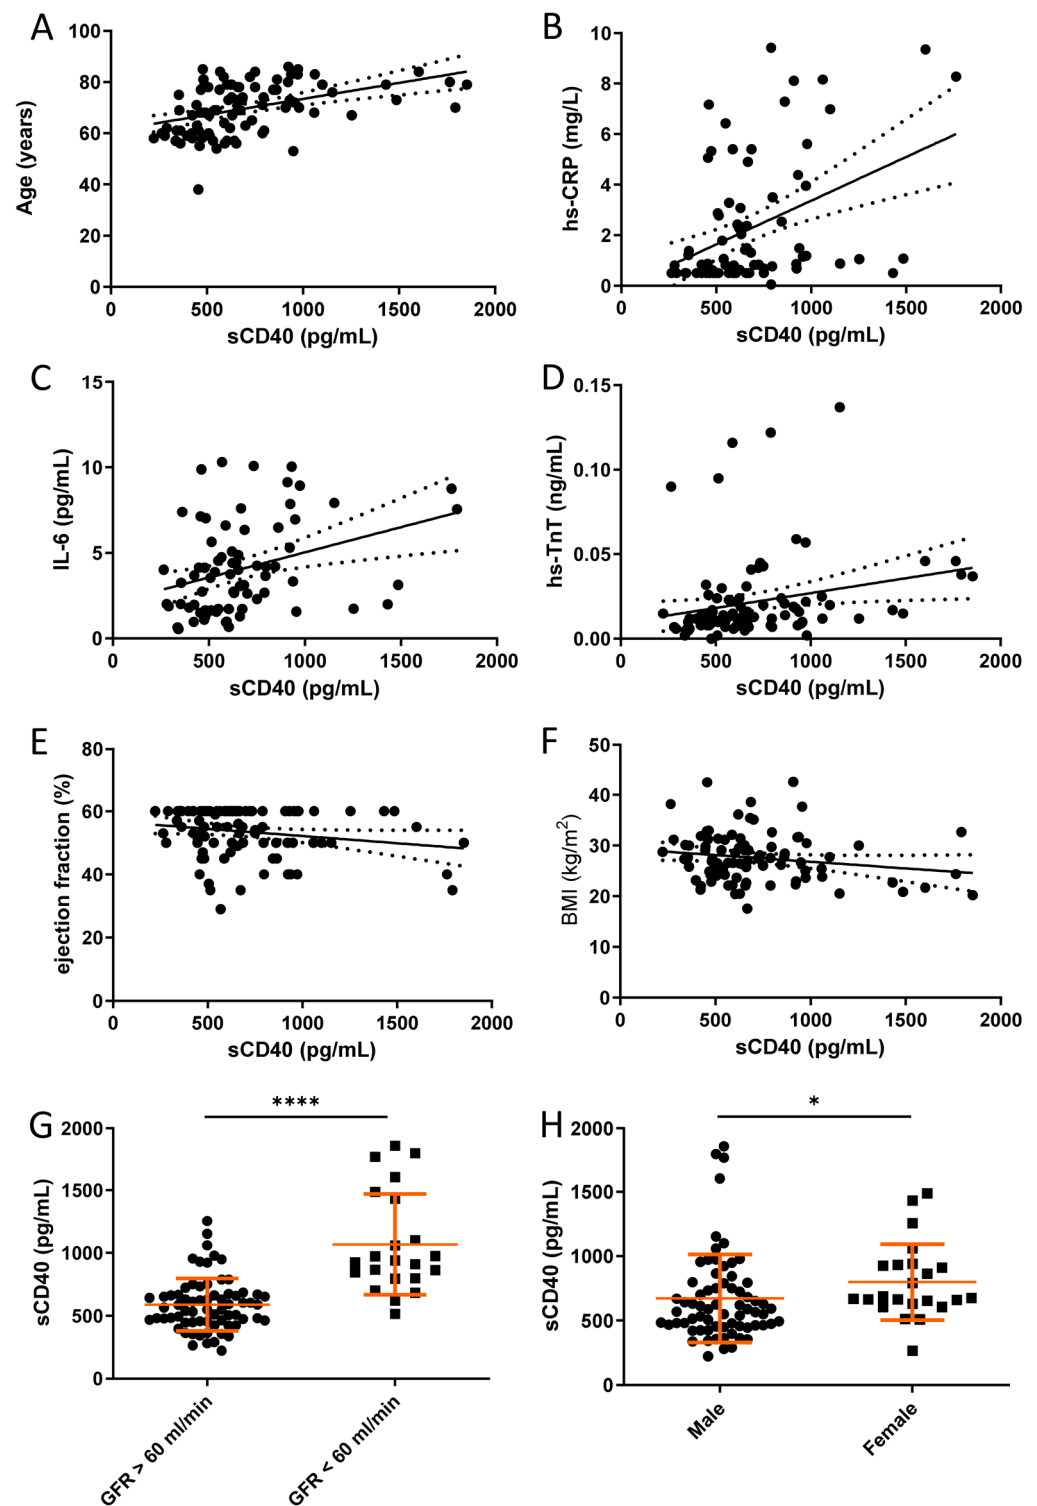 A
B
100
80
60
40
20
0
Age (years)
0
500
1000
1500
2000
sCD40 (pg/mL)
10
8
6
4
2
0
hs-CRP (mg/L)
0
500
1000
1500
2000
sCD40 (pg/mL)
C
D
15
10
5
0
IL-6 (pg/mL)
0
500
1000
1500
2000
sCD40 (pg/mL)
0.15
0.10
0.05
0.00
hs-TnT (ng/mL)
0
500
1000
1500
2000
sCD40 (pg/mL)
E
F
80
60
40
20
0
ejection fraction (%)
0
500
1000
1500
2000
sCD40 (pg/mL)
50
40
30
20
10
0
BMI (kg/m²)
0
500
1000
1500
2000
sCD40 (pg/mL)
G
H
****
2000
1500
1000
500
0
sCD40 (pg/mL)
GFR > 60 ml/min
GFR < 60 ml/min
*
2000
1500
1000
500
0
sCD40 (pg/mL)
Male
Female